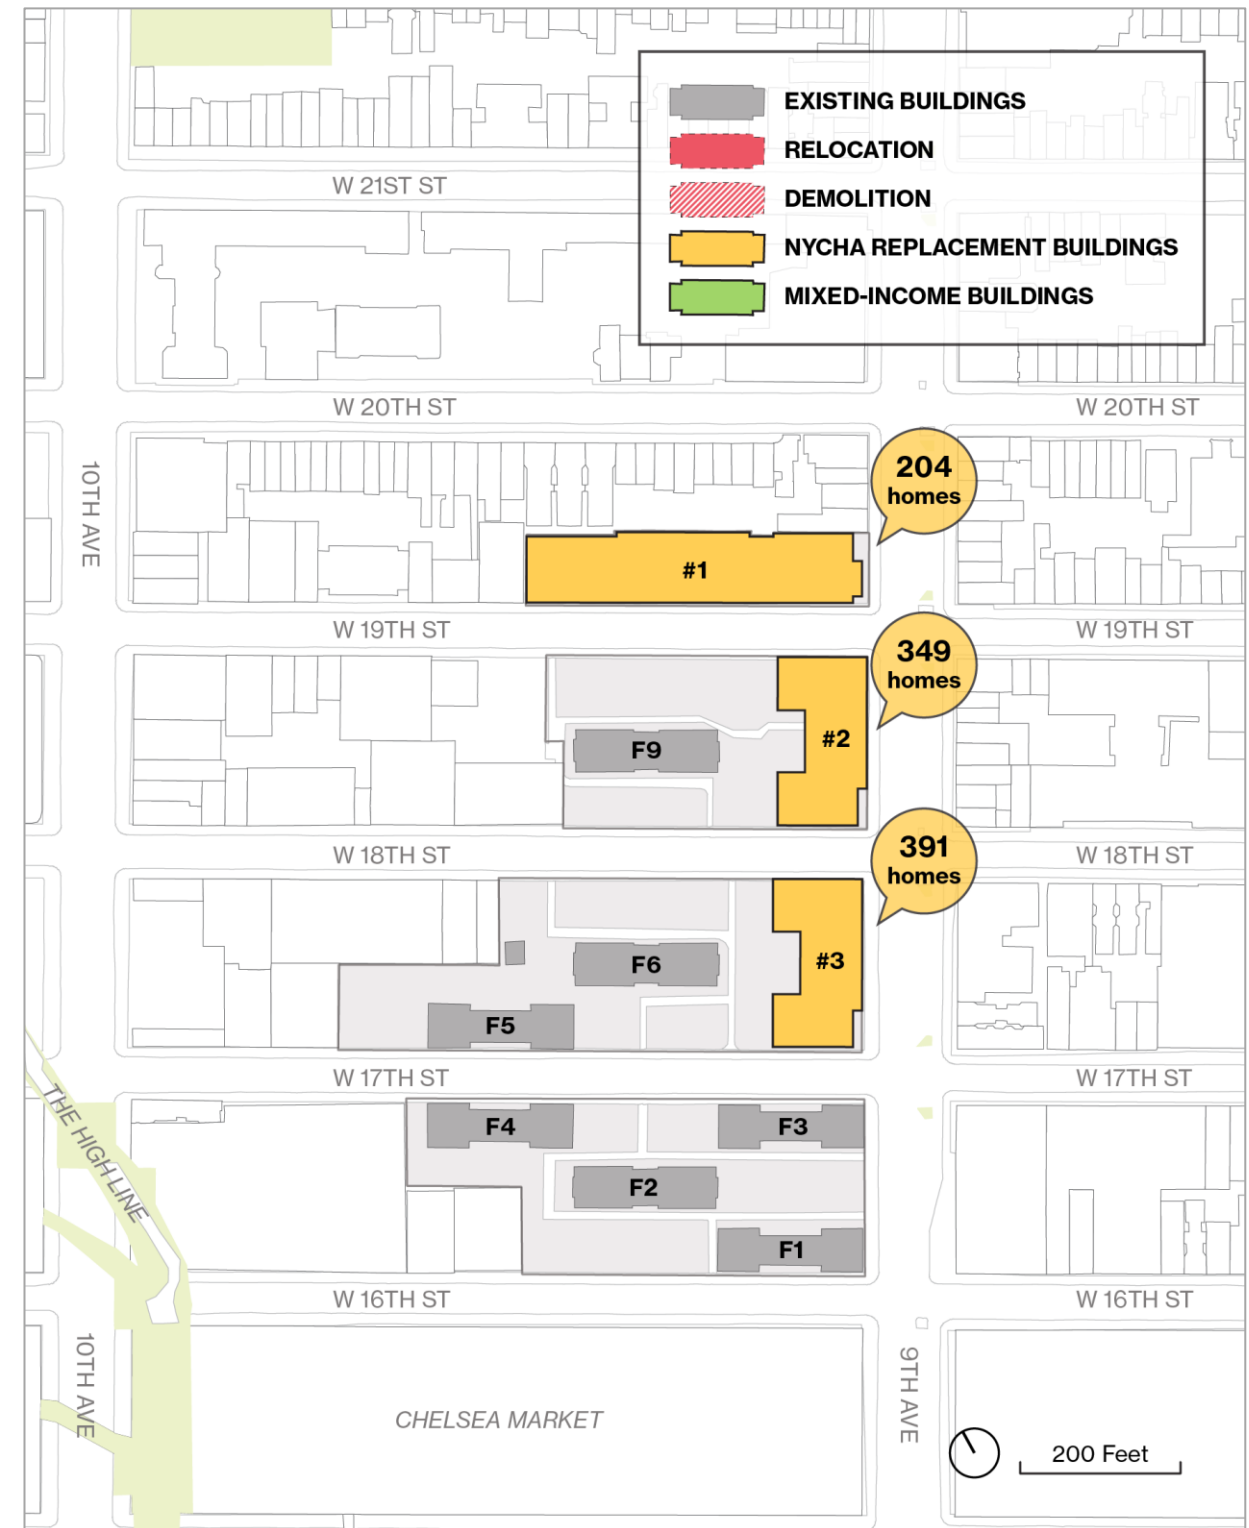 EXISTING BUILDINGS
RELOCATION
DEMOLITION
NYCHA REPLACEMENT BUILDINGS
MIXED-INCOME BUILDINGS
W 21ST ST
W 20TH ST
W 20TH ST
10TH AVE
204
homes
#1
W 19TH ST
W 19TH ST
349
homes
#2
F9
W 18TH ST
W 18TH ST
391
homes
#3
F6
F5
W 17TH ST
W 17TH ST
THE HIGH LINE
F4
F3
F2
F1
W 16TH ST
W 16TH ST
10TH AVE
9TH AVE
CHELSEA MARKET
200 Feet